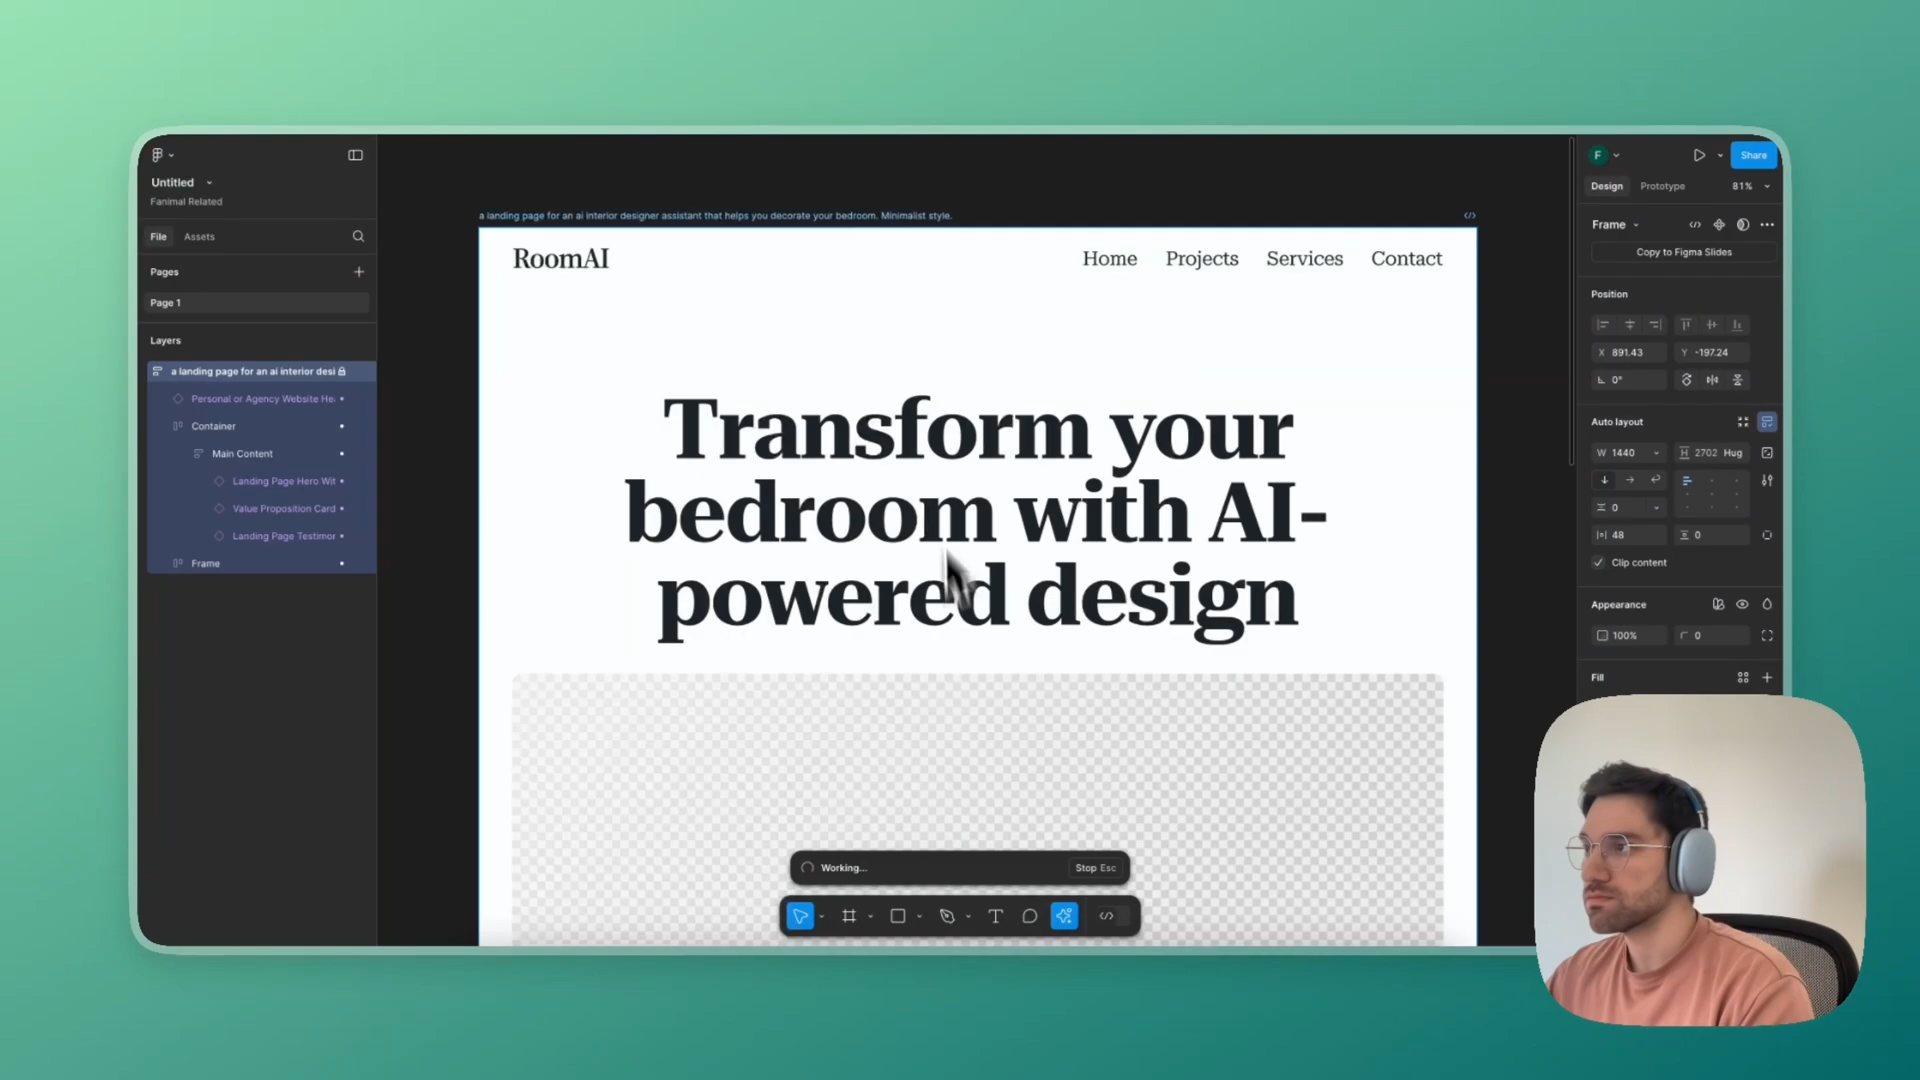 Untitled
Fanimal Related
File Assets
Pages
Page 1
Layers
a landing page for an ai interior desi
Personal or Agency Website He
Container
Main Content
Landing Page Hero Wit
Value Proposition Card
Landing Page Testimor
Frame
a landing page for an ai interior designer assistant that helps you decorate your bedroom. Minimalist style.
RoomAI
Home Projects Services Contact
Transform your
bedroom with AI-
powered design
Working...
Stop Esc
F
Share
Design Prototype 81%
Frame
Copy to Figma Slides
Position
X 891.43 Y -197.24
0°
Auto layout
W 1440 H 2702 Hug
0
48 0
Clip content
Appearance
100% 0
Fill